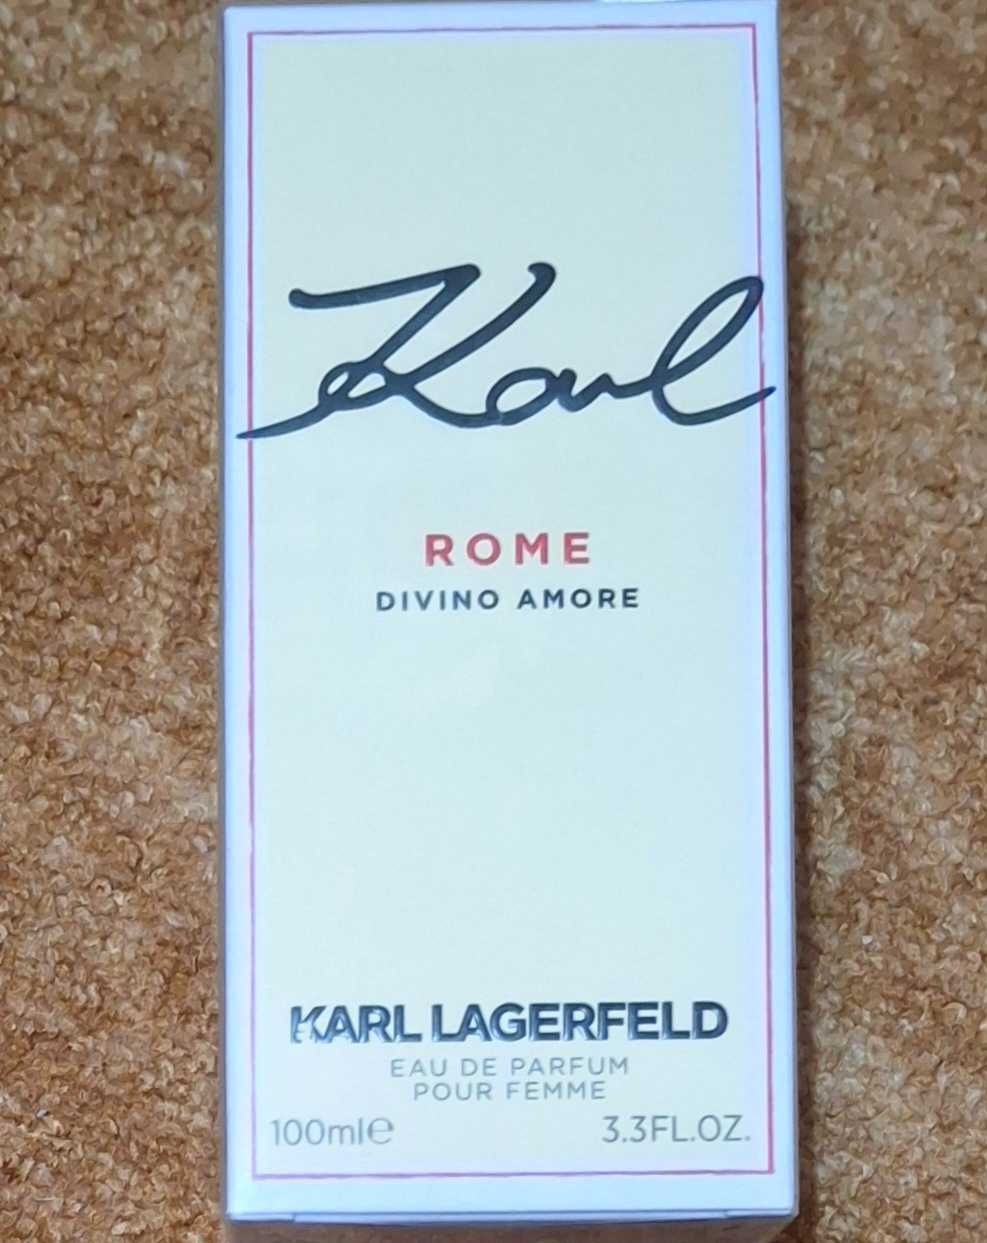 Karl
ROME
DIVINO AMORE
KARL LAGERFELD
EAU DE PARFUM
POUR FEMME
100ml℮
3.3FL.OZ.